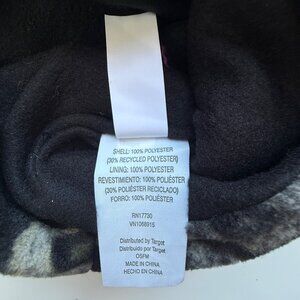 SHELL: 100% POLYESTER
(30% RECYCLED POLYESTER)
LINING: 100% POLYESTER
REVESTIMIENTO: 100% POLIÉSTER
(30% POLIÉSTER RECICLADO)
FORRO: 100% POLIÉSTER
RN17730
VN1068915
Distributed by Target
Distribuido por Target
OSFM
MADE IN CHINA
HECHO EN CHINA